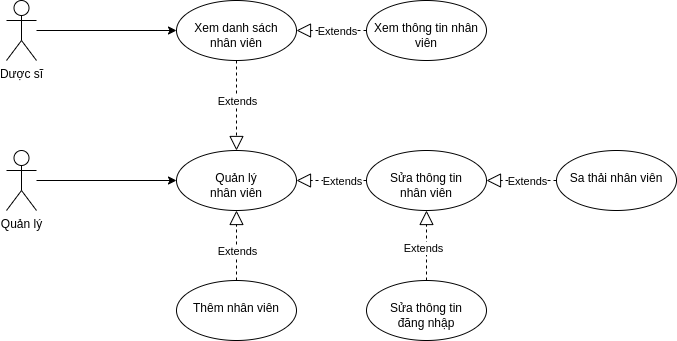 Dược sĩ
Xem danh sách
nhân viên
Extends
Xem thông tin nhân
viên
Extends
Quản lý
Quản lý
nhân viên
Extends
Sửa thông tin
nhân viên
Extends
Sa thải nhân viên
Extends
Extends
Thêm nhân viên
Sửa thông tin
đăng nhập